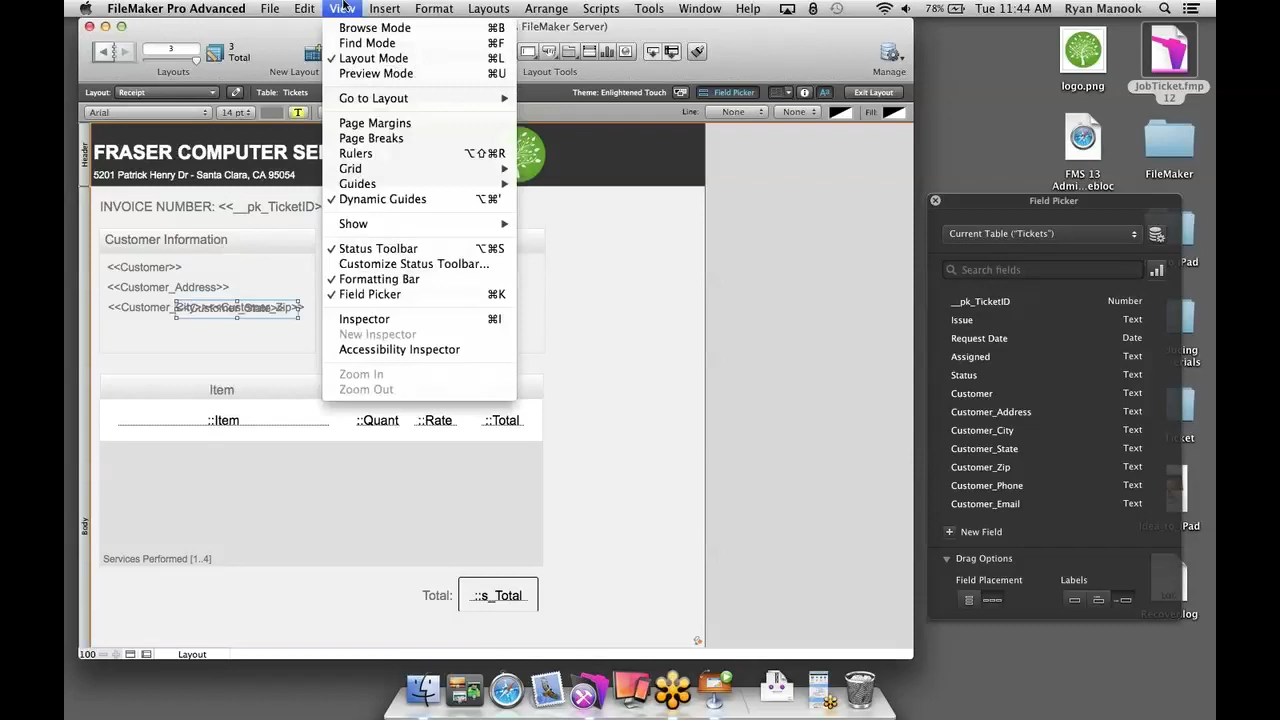 FileMaker Pro Advanced File Edit View Insert Format Layouts Arrange Scripts Tools Window Help 78% Tue 11:44 AM Ryan Manook
FileMaker Server)
3
3
Total
Layouts
New Layout
Layout Tools
Manage
Layout: Receipt Table: Tickets Theme: Enlightened Touch Field Picker Aa Exit Layout
Arial 14 pt T Line: None None Fill:
Browse Mode ⌘B
Find Mode ⌘F
✓ Layout Mode ⌘L
Preview Mode ⌘U
Go to Layout
Page Margins
Page Breaks
Rulers ⌥⇧⌘R
Grid
Guides
✓ Dynamic Guides ⌥⌘'
Show
✓ Status Toolbar ⌥⌘S
Customize Status Toolbar...
✓ Formatting Bar
✓ Field Picker ⌘K
Inspector ⌘I
New Inspector
Accessibility Inspector
Zoom In
Zoom Out
Header
FRASER COMPUTER SE
5201 Patrick Henry Dr - Santa Clara, CA 95054
INVOICE NUMBER: <<__pk_TicketID>
Customer Information
<<Customer>>
<<Customer_Address>>
Item
::Item ::Quant ::Rate ::Total
Body
Services Performed [1..4]
Total: ::s_Total
100 Layout
logo.png
JobTicket.fmp
12
FMS 13
Admi...ebloc
FileMaker
Field Picker
Current Table ("Tickets")
Search fields
__pk_TicketID Number
Issue Text
Request Date Date
Assigned Text
Status Text
Customer Text
Customer_Address Text
Customer_City Text
Customer_State Text
Customer_Zip Text
Customer_Phone Text
Customer_Email Text
+ New Field
Drag Options
Field Placement Labels